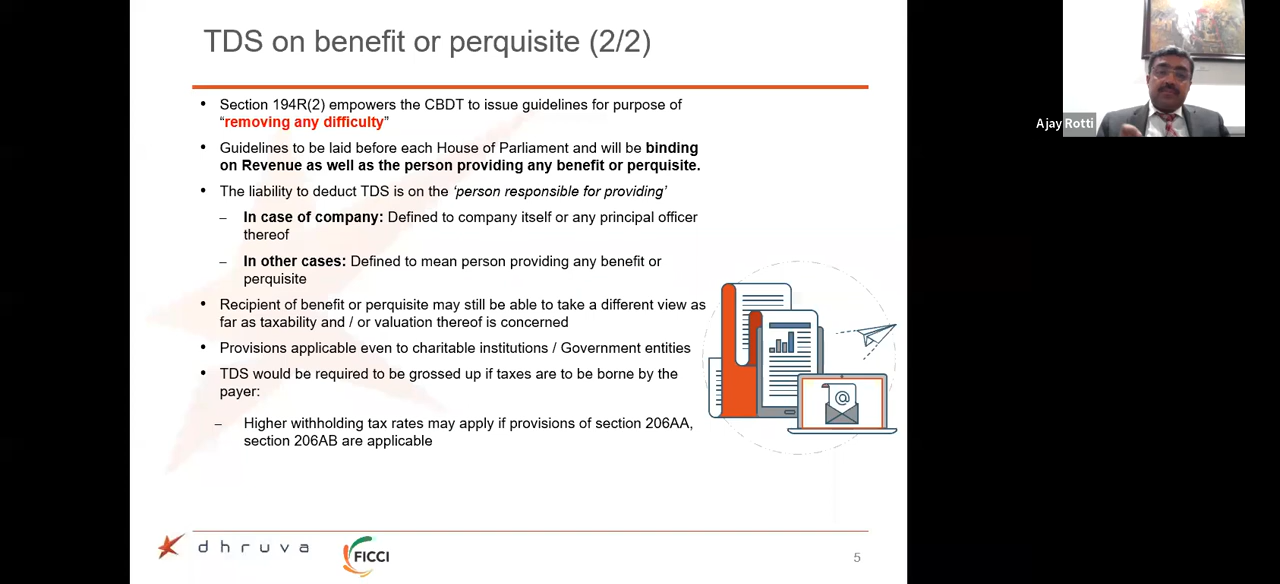 TDS on benefit or perquisite (2/2)
• Section 194R(2) empowers the CBDT to issue guidelines for purpose of
“removing any difficulty”
• Guidelines to be laid before each House of Parliament and will be binding
on Revenue as well as the person providing any benefit or perquisite.
• The liability to deduct TDS is on the ‘person responsible for providing’
– In case of company: Defined to company itself or any principal officer
thereof
– In other cases: Defined to mean person providing any benefit or
perquisite
• Recipient of benefit or perquisite may still be able to take a different view as
far as taxability and / or valuation thereof is concerned
• Provisions applicable even to charitable institutions / Government entities
• TDS would be required to be grossed up if taxes are to be borne by the
payer:
– Higher withholding tax rates may apply if provisions of section 206AA,
section 206AB are applicable
@
dhruva
FICCI
5
Ajay Rotti